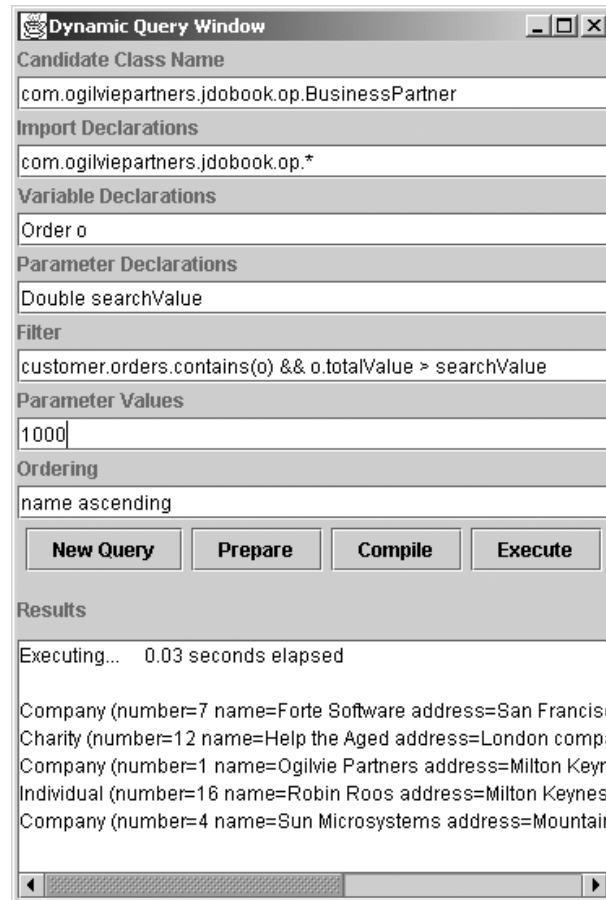 Dynamic Query Window
Candidate Class Name
com.ogilviepartners.jdobook.op.BusinessPartner
Import Declarations
com.ogilviepartners.jdobook.op.*
Variable Declarations
Order o
Parameter Declarations
Double searchValue
Filter
customer.orders.contains(o) && o.totalValue > searchValue
Parameter Values
1000
Ordering
name ascending
New Query Prepare Compile Execute
Results
Executing... 0.03 seconds elapsed
Company (number=7 name=Forte Software address=San Francis
Charity (number=12 name=Help the Aged address=London comp
Company (number=1 name=Ogilvie Partners address=Milton Keyn
Individual (number=16 name=Robin Roos address=Milton Keynes
Company (number=4 name=Sun Microsystems address=Mountain